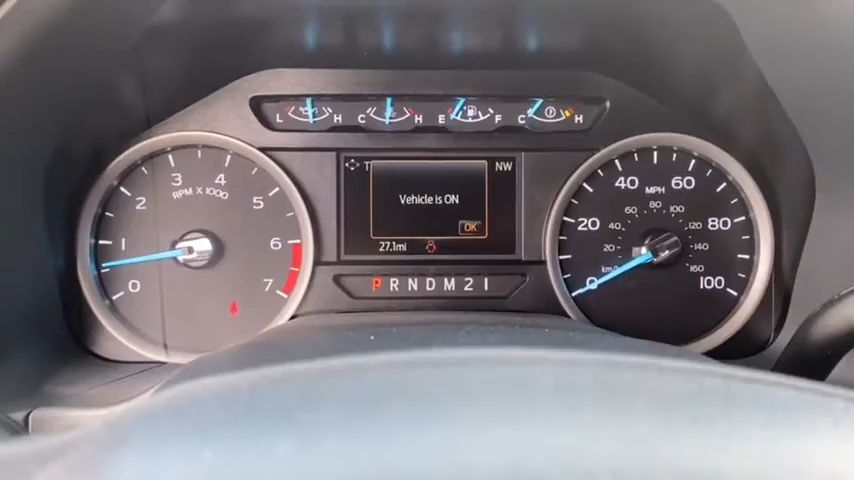 L H C H E F C H
T NW
Vehicle is ON
OK
27.1mi
P R N D M 2 1
0 1 2 3 4 5 6 7
RPM X 1000
0 20 40 60 80 100
MPH
20 40 60 80 100 120 140 160
km/h